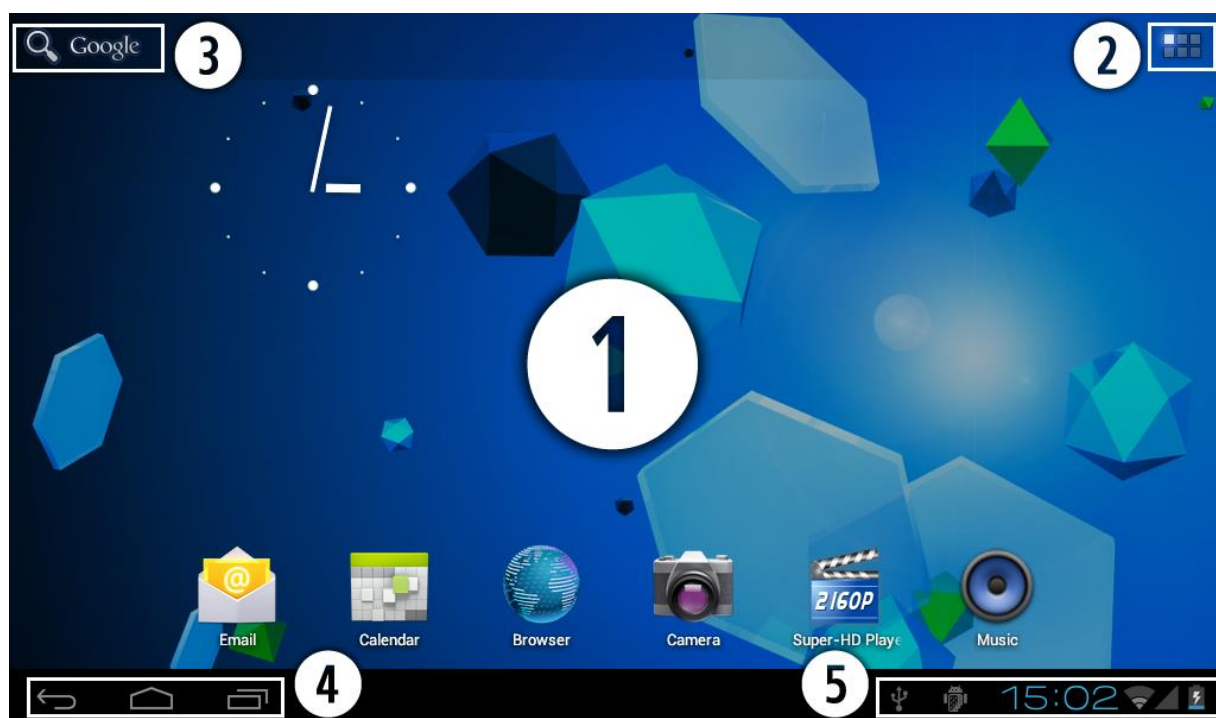 Google
3
2
1
@
2160P
Email
Calendar
Browser
Camera
Super-HD Playe
Music
4
5
15:02